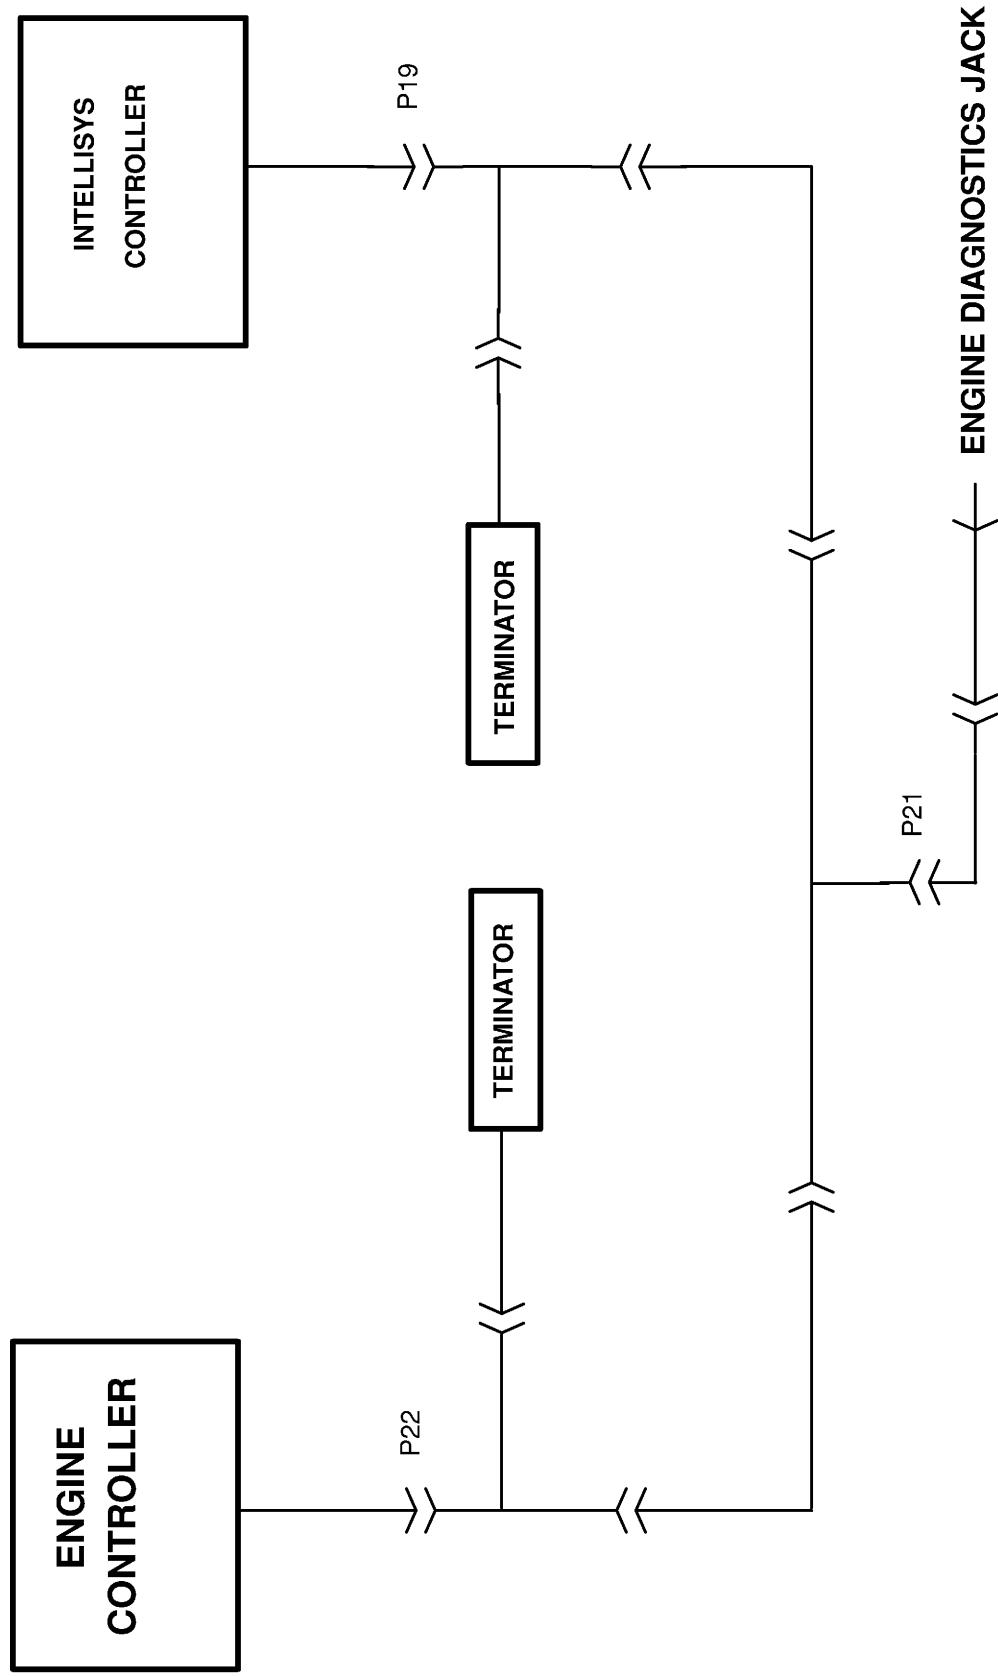 ENGINE
CONTROLLER
INTELLISYS
CONTROLLER
P22
P19
TERMINATOR
TERMINATOR
P21
ENGINE DIAGNOSTICS JACK